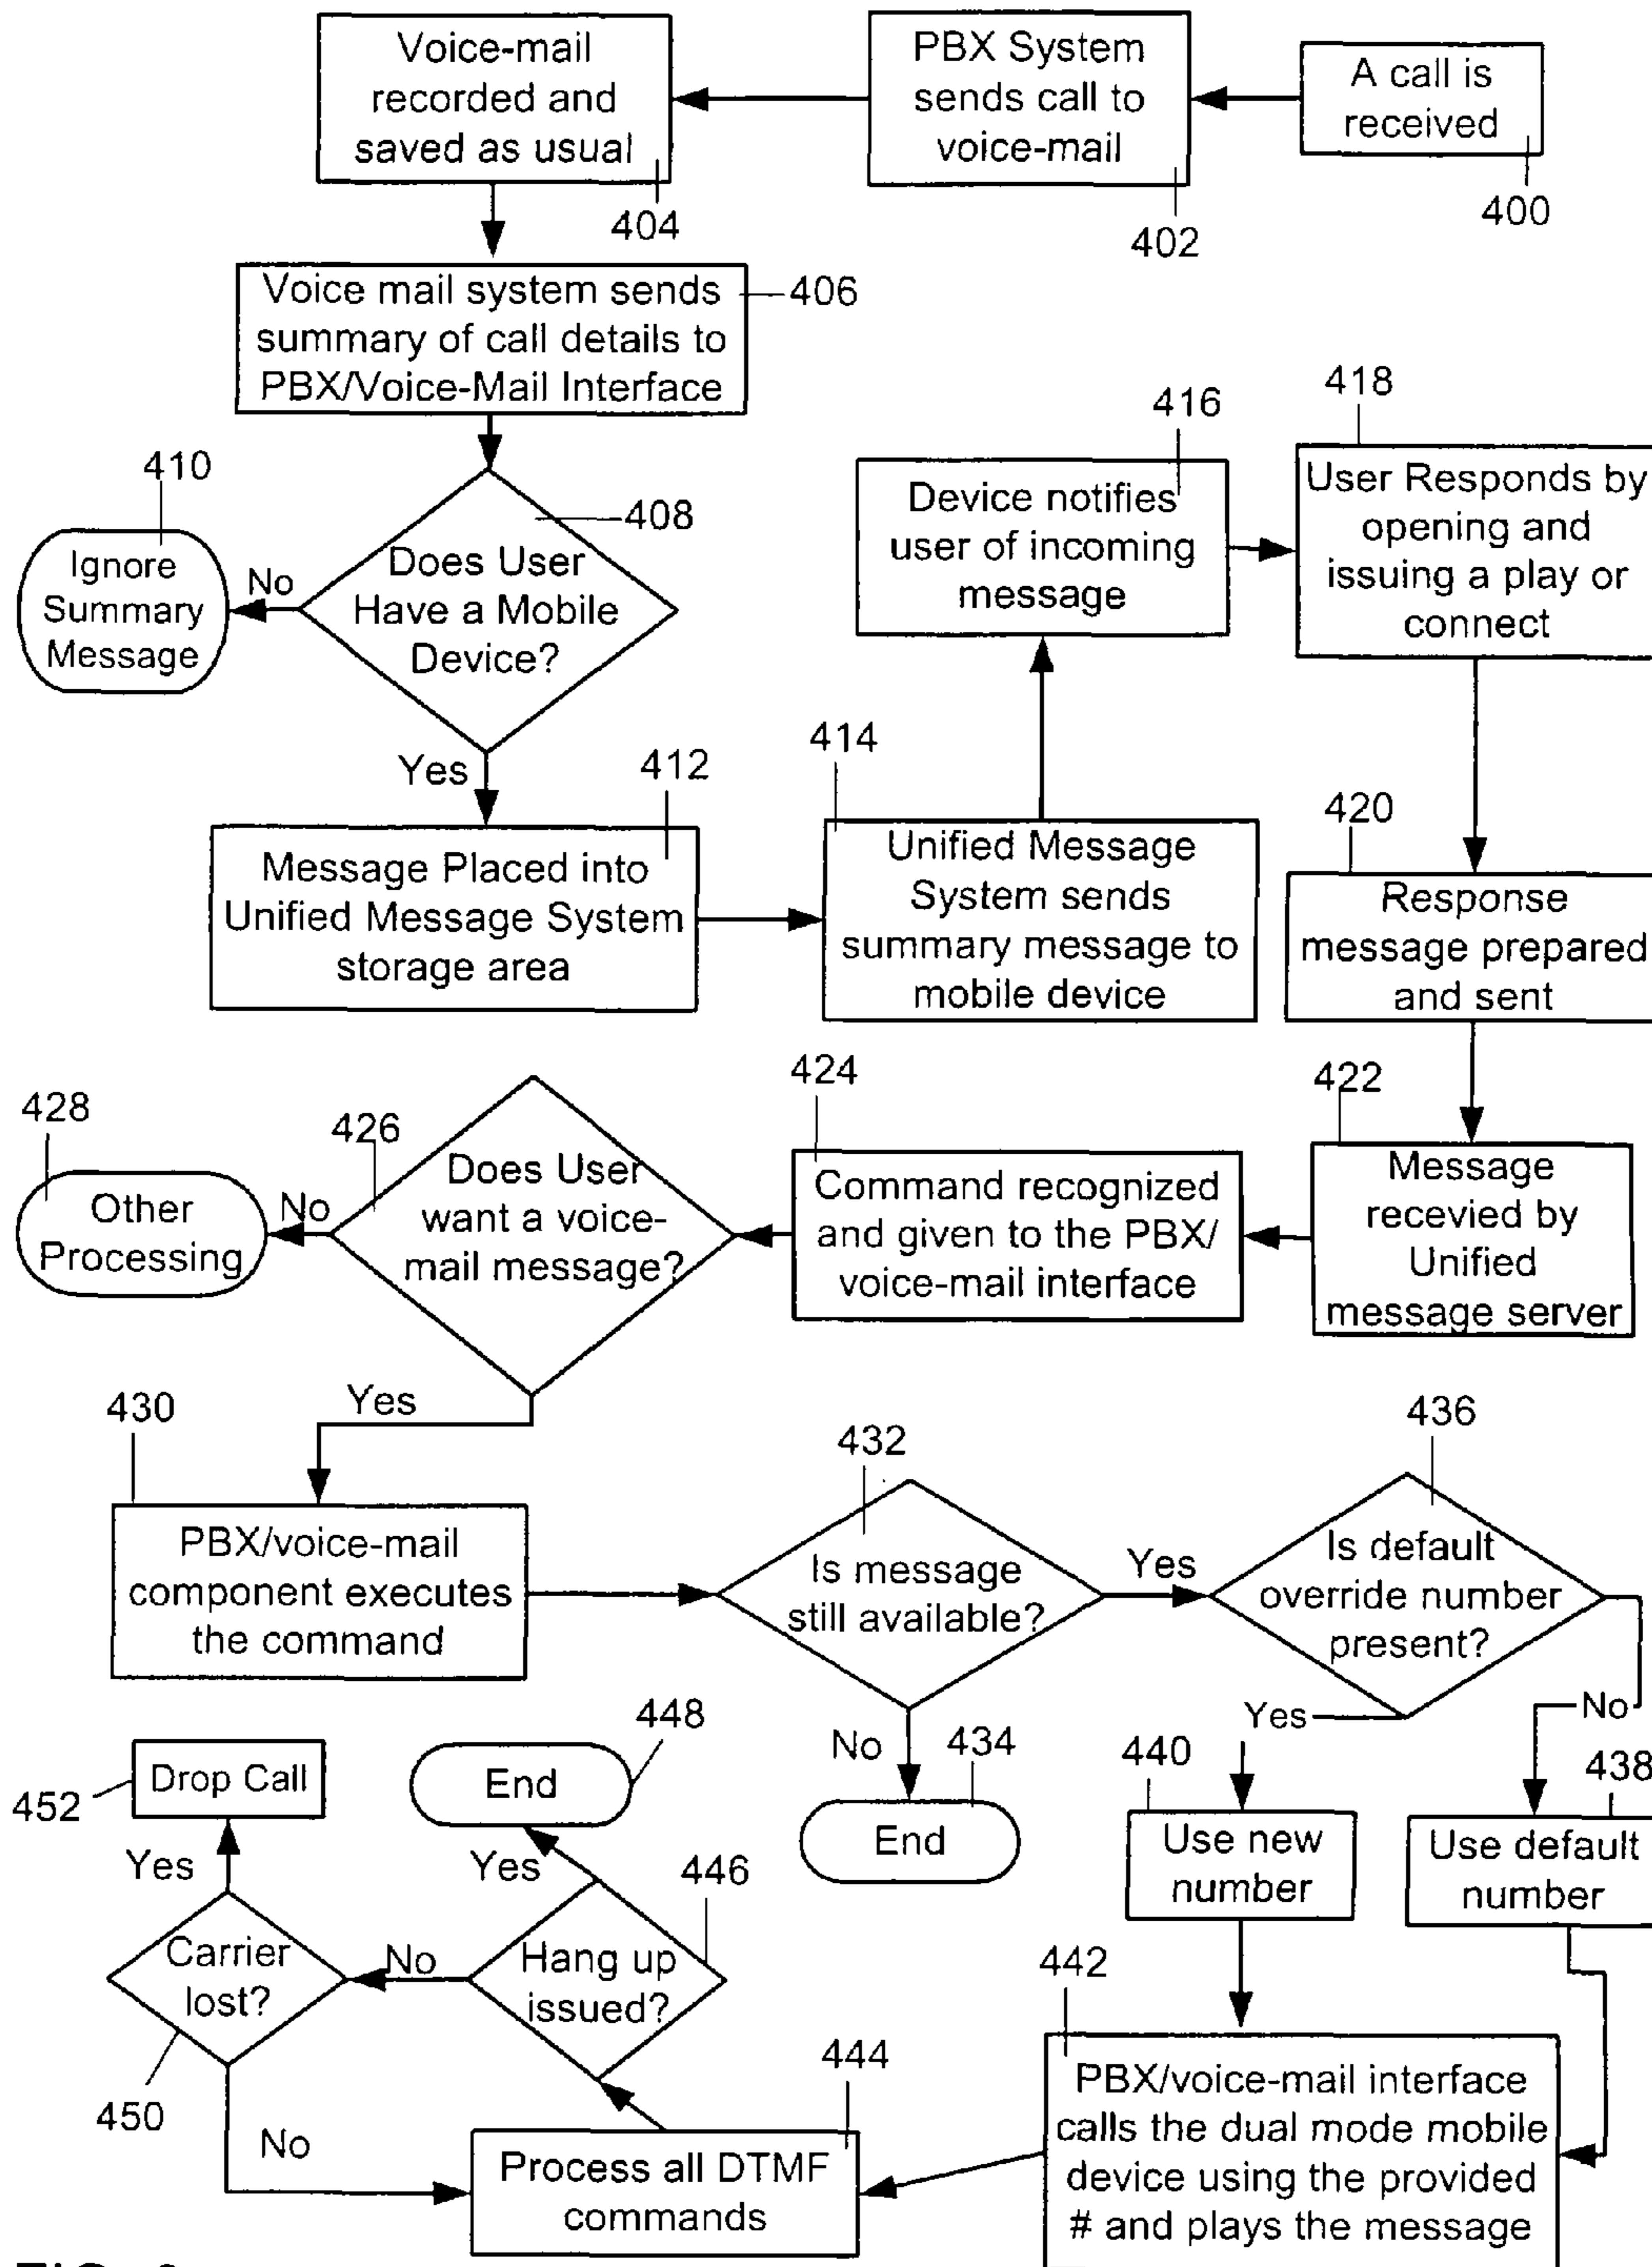 Voice-mail
recorded and
saved as usual
404
PBX System
sends call to
voice-mail
402
A call is
received
400
Voice mail system sends
summary of call details to
PBX/Voice-Mail Interface
406
408
Does User
Have a Mobile
Device?
No
410
Ignore
Summary
Message
Yes
412
Message Placed into
Unified Message System
storage area
414
Unified Message
System sends
summary message to
mobile device
416
Device notifies
user of incoming
message
418
User Responds by
opening and
issuing a play or
connect
420
Response
message prepared
and sent
422
Message
recevied by
Unified
message server
424
Command recognized
and given to the PBX/
voice-mail interface
426
Does User
want a voice-
mail message?
No
428
Other
Processing
Yes
430
PBX/voice-mail
component executes
the command
432
Is message
still available?
No
434
End
Yes
436
Is default
override number
present?
Yes
No
440
Use new
number
438
Use default
number
442
PBX/voice-mail interface
calls the dual mode mobile
device using the provided
# and plays the message
444
Process all DTMF
commands
446
Hang up
issued?
Yes
448
End
No
Carrier
lost?
450
Yes
452
Drop Call
No